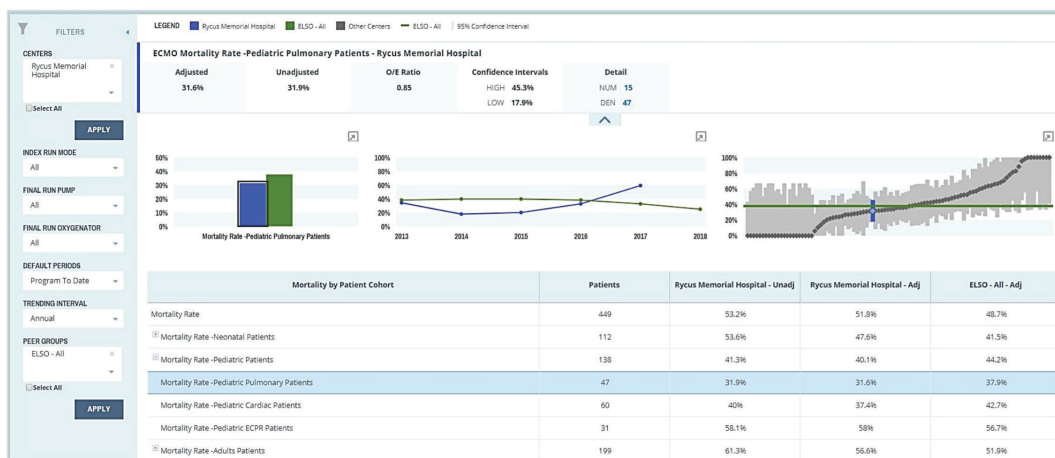 FILTERS
CENTERS
Rycus Memorial
Hospital
Select All
APPLY
INDEX RUN MODE
All
FINAL RUN PUMP
All
FINAL RUN OXYGENATOR
All
DEFAULT PERIODS
Program To Date
TRENDING INTERVAL
Annual
PEER GROUPS
ELSO - All
Select All
APPLY
LEGEND Rycus Memorial Hospital ELSO - All Other Centers ELSO - All 95% Confidence Interval
ECMO Mortality Rate -Pediatric Pulmonary Patients - Rycus Memorial Hospital
Adjusted Unadjusted O/E Ratio Confidence Intervals Detail
31.6% 31.9% 0.85 HIGH 45.3% NUM 15
LOW 17.9% DEN 47
50%
40%
30%
20%
10%
0%
Mortality Rate -Pediatric Pulmonary Patients
100%
80%
60%
40%
20%
0%
2013 2014 2015 2016 2017 2018
100%
80%
60%
40%
20%
0%
Mortality by Patient Cohort Patients Rycus Memorial Hospital - Unadj Rycus Memorial Hospital - Adj ELSO - All - Adj
Mortality Rate 449 53.2% 51.8% 48.7%
Mortality Rate -Neonatal Patients 112 53.6% 47.6% 41.5%
Mortality Rate -Pediatric Patients 138 41.3% 40.1% 44.2%
Mortality Rate -Pediatric Pulmonary Patients 47 31.9% 31.6% 37.9%
Mortality Rate -Pediatric Cardiac Patients 60 40% 37.4% 42.7%
Mortality Rate -Pediatric ECPR Patients 31 58.1% 58% 56.7%
Mortality Rate -Adults Patients 199 61.3% 56.6% 51.9%